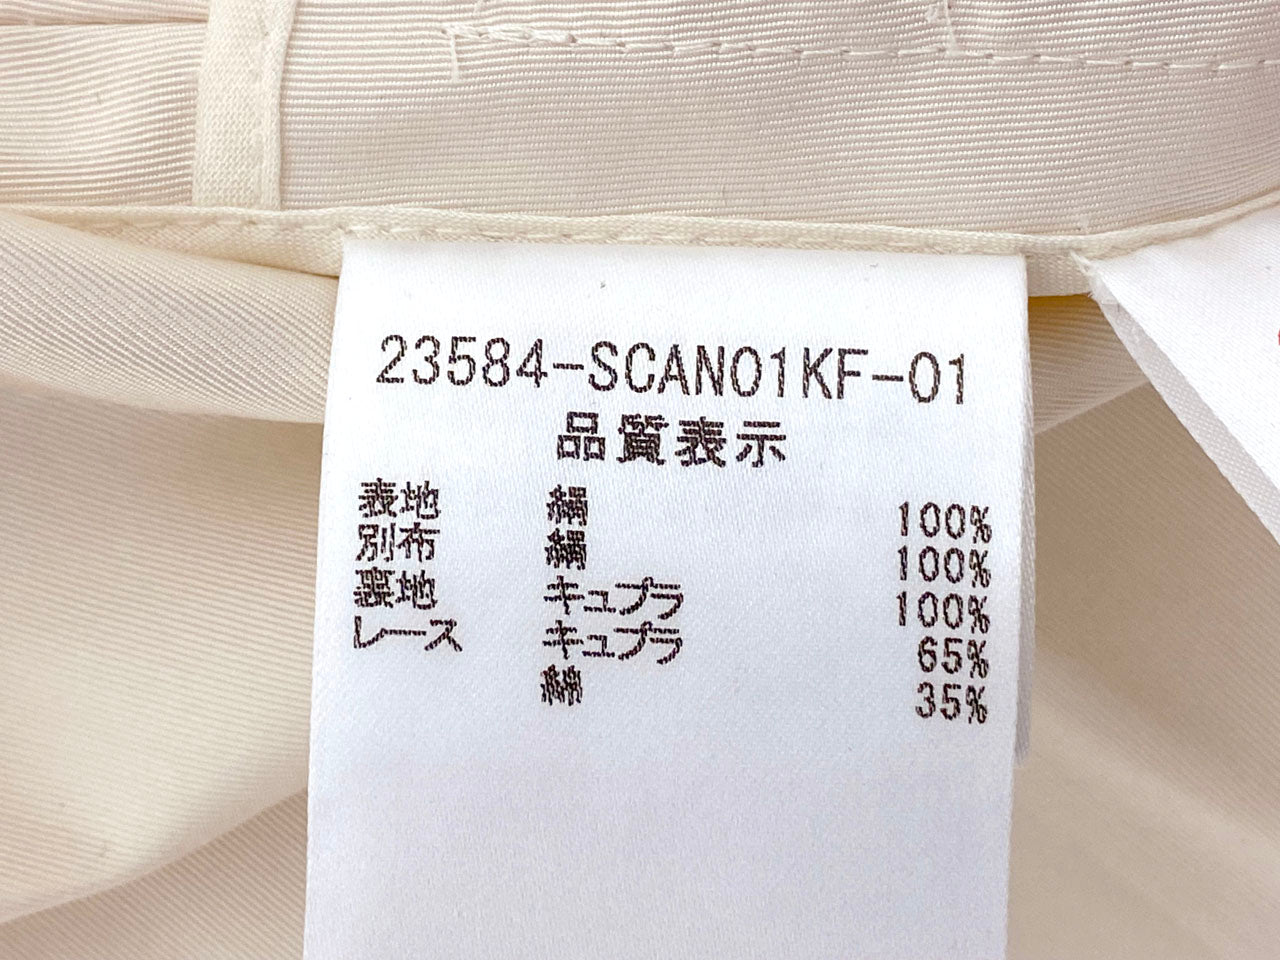 23584-SCAN01KF-01
品質表示
表地 絹 100%
別布 絹 100%
裏地 キュプラ 100%
レース キュプラ 65%
綿 35%